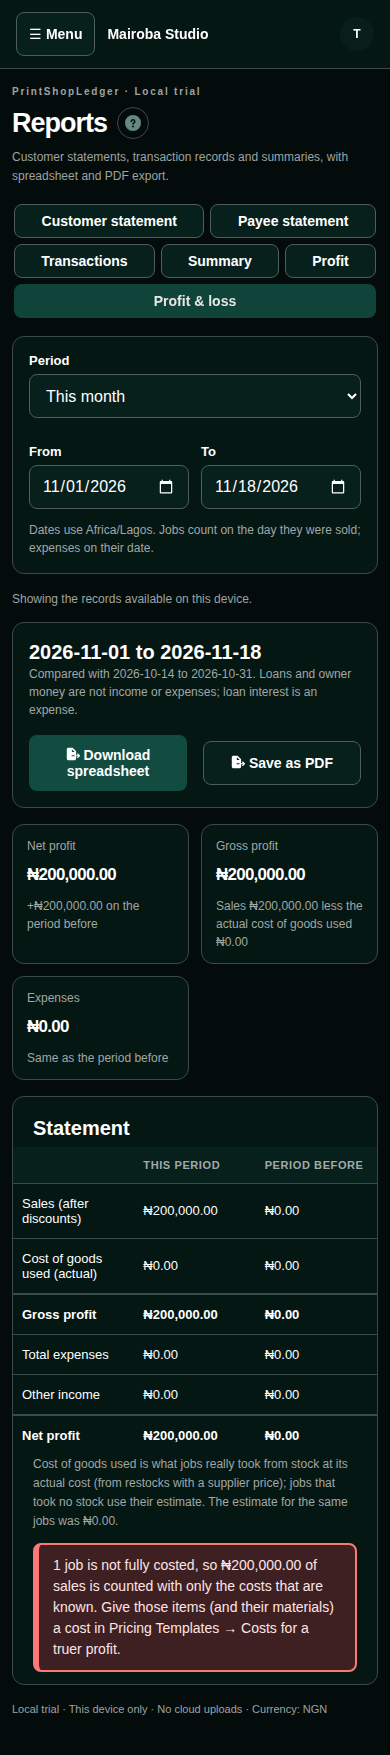 ☰ Menu
Mairoba Studio
T
PrintShopLedger · Local trial
Reports
?
Customer statements, transaction records and summaries, with
spreadsheet and PDF export.
Customer statement
Payee statement
Transactions
Summary
Profit
Profit & loss
Period
This month
From
To
11/01/2026
11/18/2026
Dates use Africa/Lagos. Jobs count on the day they were sold;
expenses on their date.
Showing the records available on this device.
2026-11-01 to 2026-11-18
Compared with 2026-10-14 to 2026-10-31. Loans and owner
money are not income or expenses; loan interest is an
expense.
Download
spreadsheet
Save as PDF
Net profit
₦200,000.00
+₦200,000.00 on the
period before
Gross profit
₦200,000.00
Sales ₦200,000.00 less the
actual cost of goods used
₦0.00
Expenses
₦0.00
Same as the period before
Statement
THIS PERIOD PERIOD BEFORE
Sales (after
discounts)
₦200,000.00 ₦0.00
Cost of goods
used (actual)
₦0.00 ₦0.00
Gross profit ₦200,000.00 ₦0.00
Total expenses ₦0.00 ₦0.00
Other income ₦0.00 ₦0.00
Net profit ₦200,000.00 ₦0.00
Cost of goods used is what jobs really took from stock at its
actual cost (from restocks with a supplier price); jobs that
took no stock use their estimate. The estimate for the same
jobs was ₦0.00.
1 job is not fully costed, so ₦200,000.00 of
sales is counted with only the costs that are
known. Give those items (and their materials)
a cost in Pricing Templates → Costs for a
truer profit.
Local trial · This device only · No cloud uploads · Currency: NGN